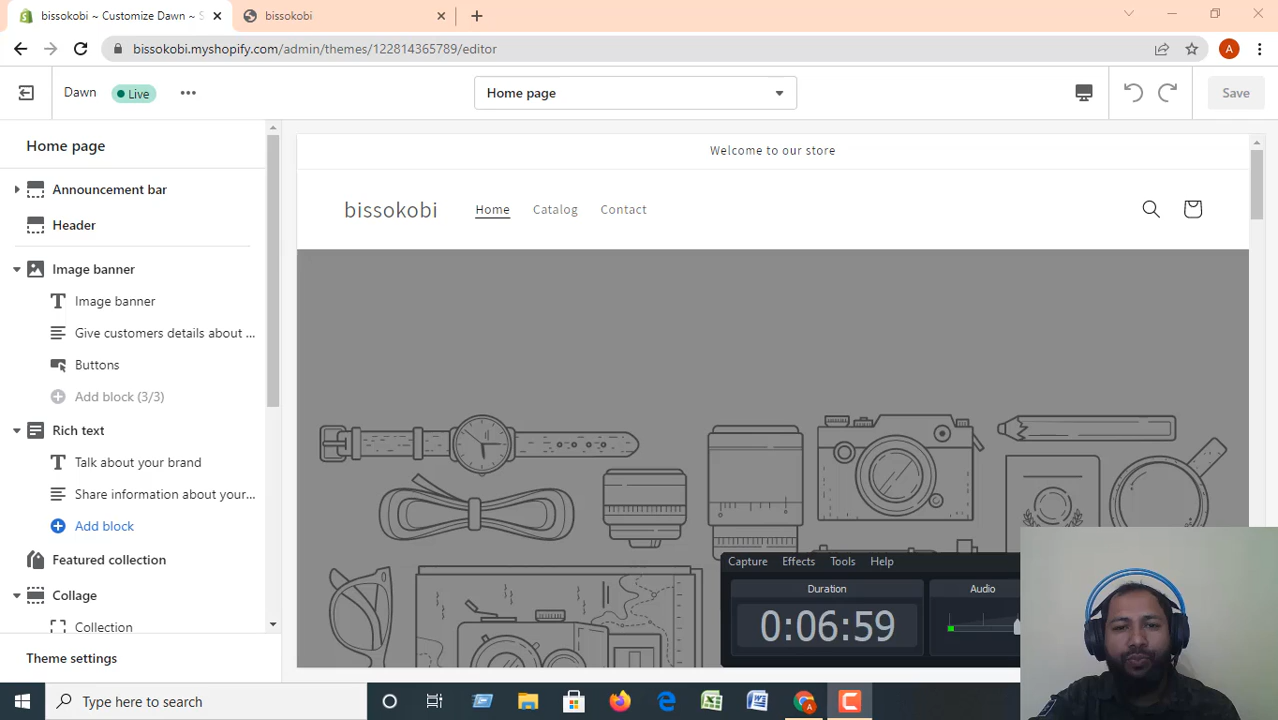 bissokobi ~ Customize Dawn ~ S
bissokobi
bissokobi.myshopify.com/admin/themes/122814365789/editor
A
Dawn
Live
Home page
Save
Home page
Announcement bar
Header
Image banner
Image banner
Give customers details about ...
Buttons
Add block (3/3)
Rich text
Talk about your brand
Share information about your...
Add block
Featured collection
Collage
Collection
Theme settings
Welcome to our store
bissokobi
Home
Catalog
Contact
Capture
Effects
Tools
Help
Duration
Audio
0:06:59
Type here to search